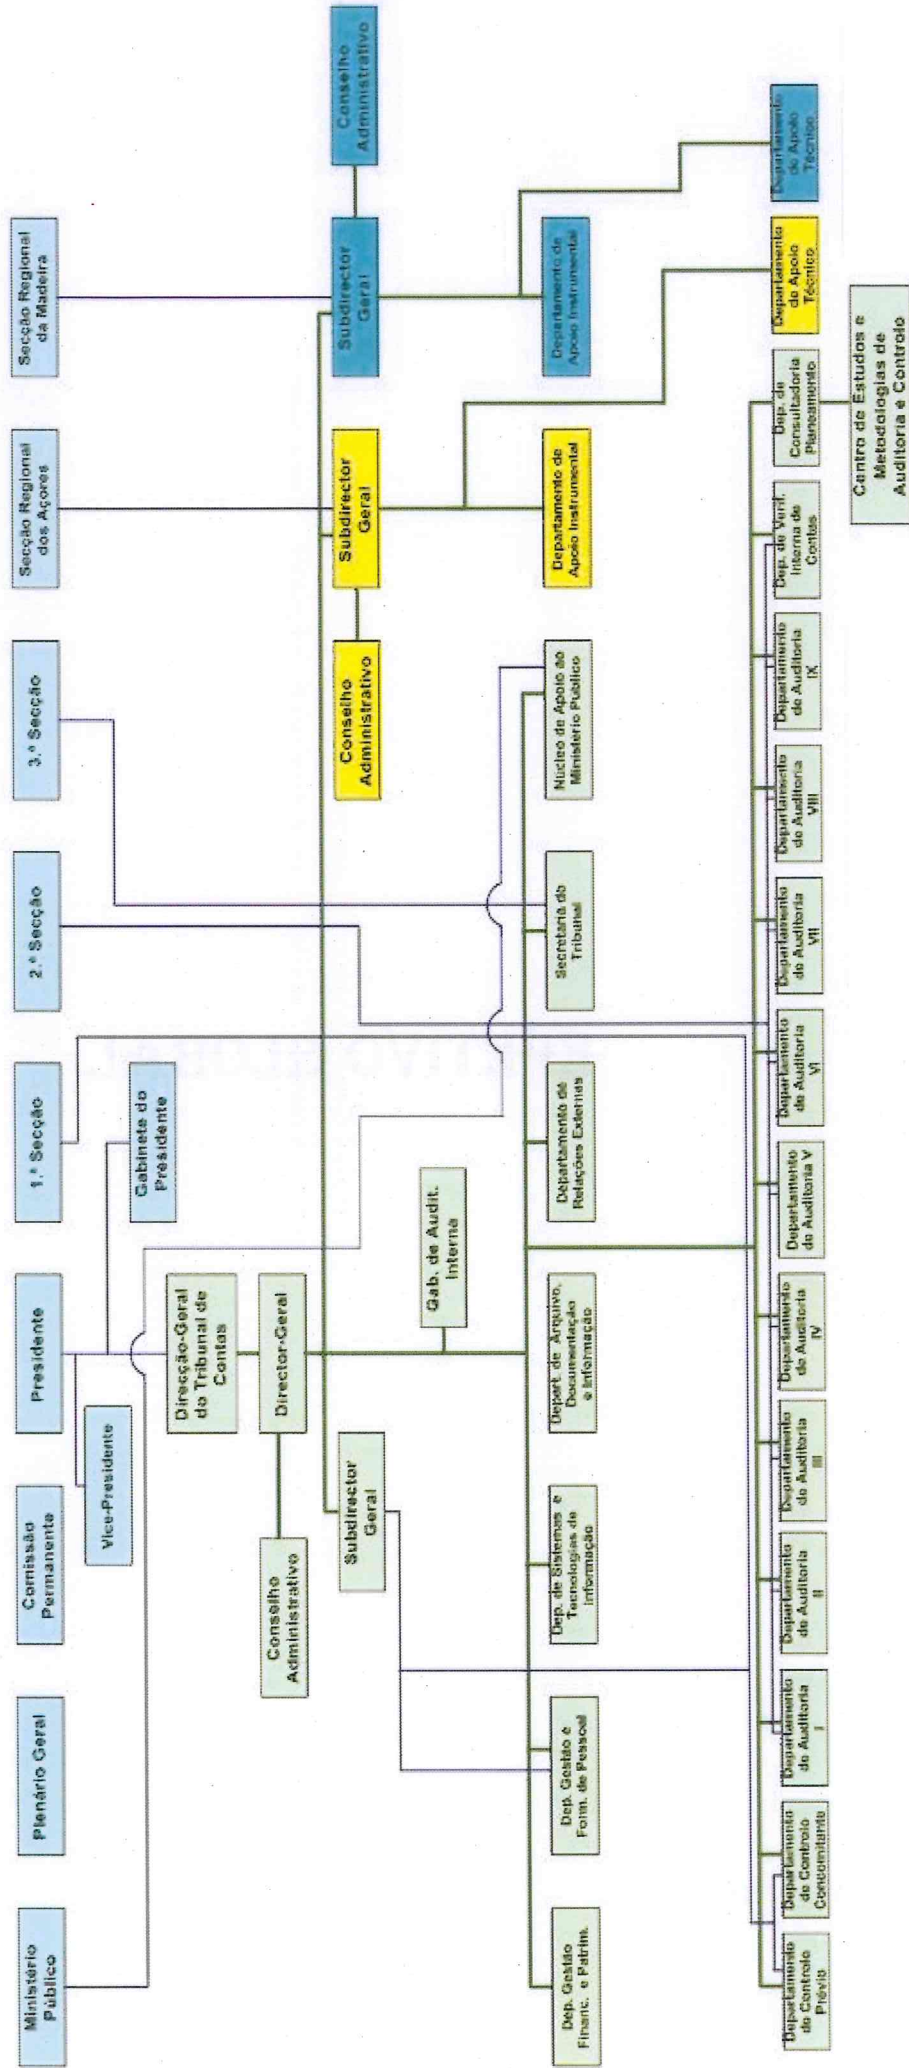 Ministério
Público
Plenário Geral
Comissão
Permanente
Presidente
1.ª Secção
2.ª Secção
3.ª Secção
Secção Regional
dos Açores
Secção Regional
da Madeira
Vice-Presidente
Gabinete do
Presidente
Direcção-Geral
do Tribunal de
Contas
Conselho
Administrativo
Director-Geral
Subdirector
Geral
Conselho
Administrativo
Subdirector
Geral
Subdirector
Geral
Conselho
Administrativo
Gab. de Audit.
Interna
Dep. Gestão
Financ. e Patrim.
Dep. Gestão e
Form. de Pessoal
Dep. de Sistemas e
Tecnologias de
Informação
Depart. de Arquivo,
Documentação
e Informação
Departamento de
Relações Externas
Secretaria do
Tribunal
Núcleo de Apoio ao
Ministério Público
Departamento de
Apoio Instrumental
Departamento de
Apoio Instrumental
Departamento
de Controlo
Prévio
Departamento
de Controlo
Concomitante
Departamento
de Auditoria
I
Departamento
de Auditoria
II
Departamento
de Auditoria
III
Departamento
de Auditoria
IV
Departamento
de Auditoria V
Departamento
de Auditoria
VI
Departamento
de Auditoria
VII
Departamento
de Auditoria
VIII
Departamento
de Auditoria
IX
Dep. de Verif.
Interna de
Contas
Dep. de
Consultadoria
Planeamento
Departamento
de Apoio
Técnico
Departamento
de Apoio
Técnico
Centro de Estudos e
Metodologias de
Auditoria e Controlo